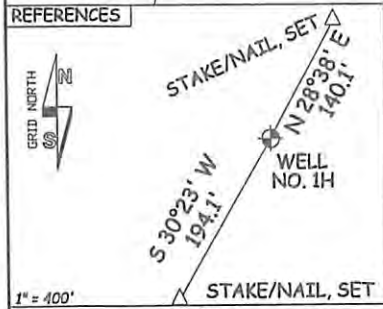 REFERENCES
STAKE/NAIL, SET
GRID NORTH
N
S
N 28°38' E
140.1'
WELL
NO. 1H
S 30°23' W
194.1'
1" = 400'
STAKE/NAIL, SET